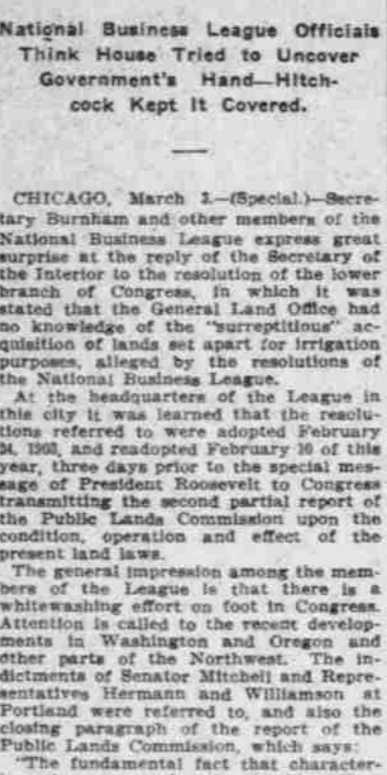 National Business League Officials
Think House Tried to Uncover
Government's Hand—Hitch-
cock Kept It Covered.
CHICAGO, March 2.—(Special.)—Secre-
tary Burnham and other members of the
National Business League express great
surprise at the reply of the Secretary of
the Interior to the resolution of the lower
branch of Congress, in which it was
stated that the General Land Office had
no knowledge of the "surreptitious" ac-
quisition of lands set apart for irrigation
purposes, alleged by the resolutions of
the National Business League.
At the headquarters of the League in
this city it was learned that the resolu-
tions referred to were adopted February
and readopted February 10 of this
year, three days prior to the special mes-
sage of President Roosevelt to Congress
transmitting the second partial report of
the Public Lands Commission upon the
condition, operation and effect of the
present land laws.
The general impression among the mem-
bers of the League is that there is a
whitewashing effort on foot in Congress.
Attention is called to the recent develop-
ments in Washington and Oregon and
other parts of the Northwest. The in-
dictments of Senator Mitchell and Repre-
sentatives Hermann and Williamson at
Portland were referred to, and also the
closing paragraph of the report of the
Public Lands Commission, which says:
"The fundamental fact that character-